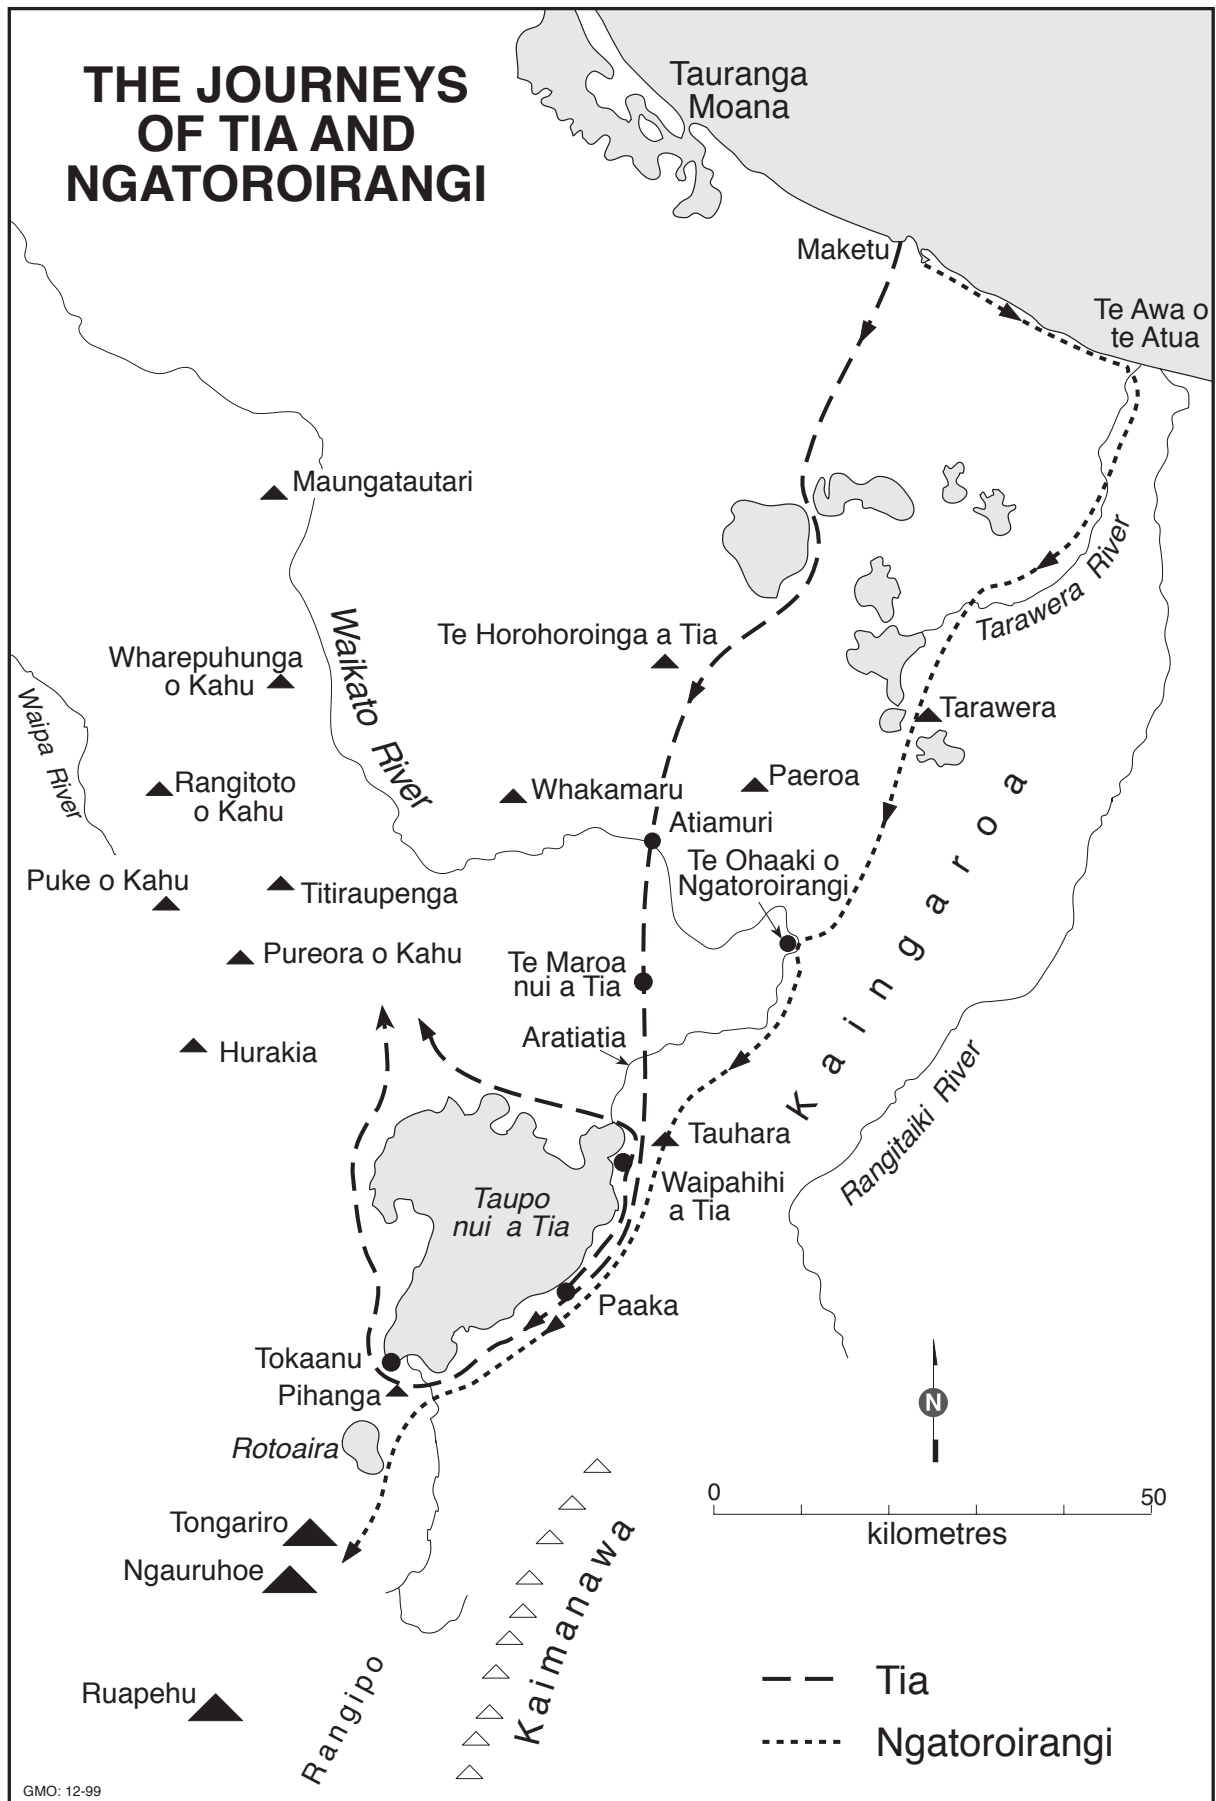 THE JOURNEYS
OF TIA AND
NGATOROIRANGI
Tauranga
Moana
Maketu
Te Awa o
te Atua
Maungatautari
Waikato River
Tarawera River
Te Horohoroinga a Tia
Wharepuhunga
o Kahu
Waipa River
Tarawera
Rangitoto
o Kahu
Whakamaru
Paeroa
Atiamuri
Te Ohaaki o
Ngatoroirangi
Puke o Kahu
Titiraupenga
Pureora o Kahu
Te Maroa
nui a Tia
Kaingaroa
Aratiatia
Hurakia
Rangitaiki River
Tauhara
Waipahihi
a Tia
Taupo
nui a Tia
Paaka
Tokaanu
Pihanga
N
Rotoaira
0 50
kilometres
Tongariro
Ngauruhoe
Kaimanawa
Rangipo
Ruapehu
Tia
Ngatoroirangi
GMO: 12-99